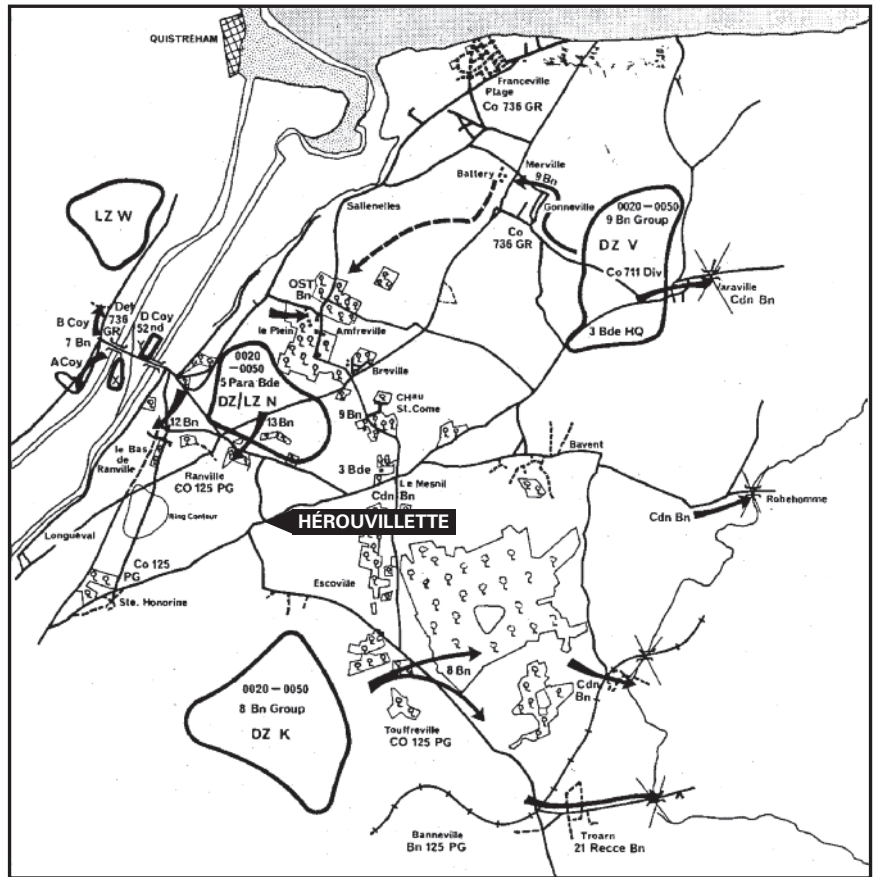 QUISTREHAM
Franceville
Plage
Co 736 GR
Battery
Merville
9 Bn
Gonneville
Sallenelles
Co
736 GR
0020-0050
9 Bn Group
DZ V
Co 711 Div
Varaville
Cdn Bn
3 Bde HQ
LZ W
OST
Bn
le Plein
Amfreville
Det
736
GR
D Coy
52nd
B Coy
7 Bn
A Coy
0020
-0050
5 Para Bde
DZ/LZ N
Breville
CHau
St. Come
9 Bn
12 Bn
13 Bn
le Bas
de
Ranville
Ranville
CO 125 PG
3 Bde
Le Mesnil
Cdn Bn
Bavent
Robehomme
Cdn Bn
Ring Contour
HÉROUVILLETTE
Longueval
Co 125
PG
Ste. Honorine
Escoville
0020-0050
8 Bn Group
DZ K
8 Bn
Cdn
Bn
Touffreville
CO 125 PG
Banneville
Bn 125 PG
Troarn
21 Recce Bn